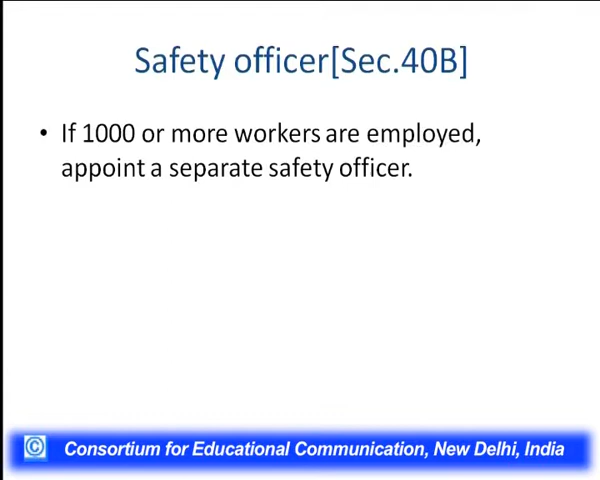 Safety officer[Sec.40B]
• If 1000 or more workers are employed,
appoint a separate safety officer.
© Consortium for Educational Communication, New Delhi, India